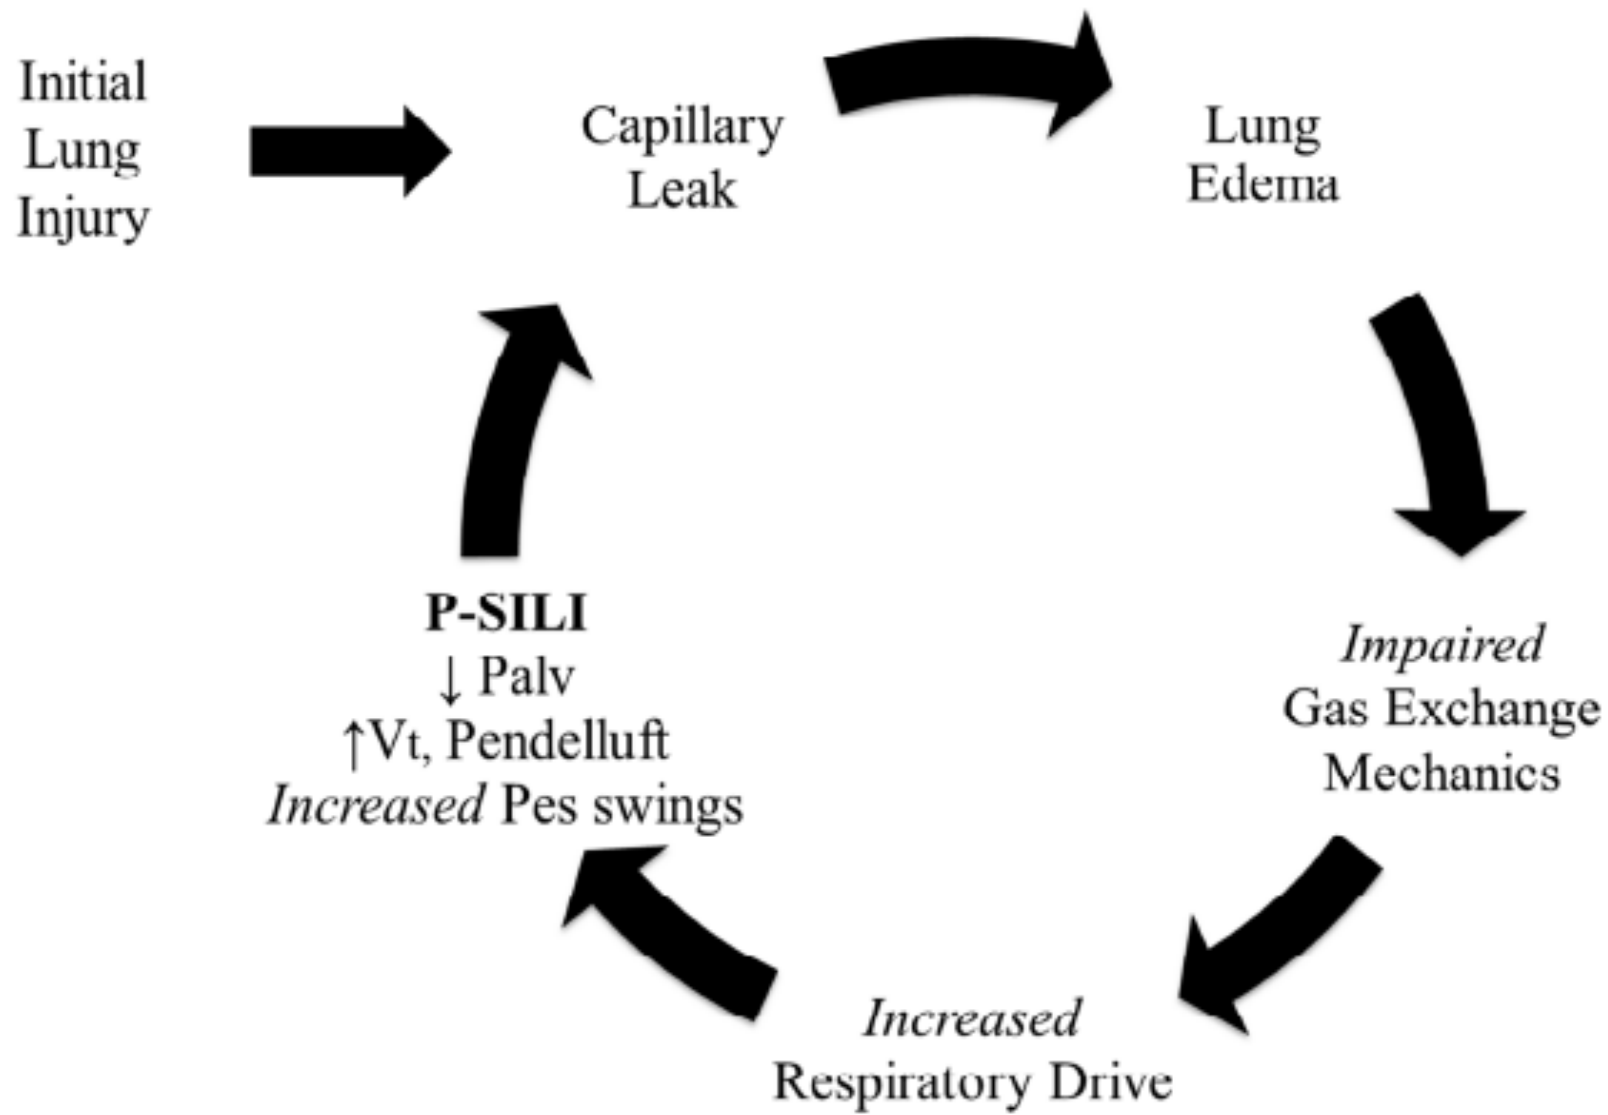 Initial
Lung
Injury
Capillary
Leak
Lung
Edema
Impaired
Gas Exchange
Mechanics
Increased
Respiratory Drive
P-SILI
↓ Palv
↑Vt, Pendelluft
Increased Pes swings